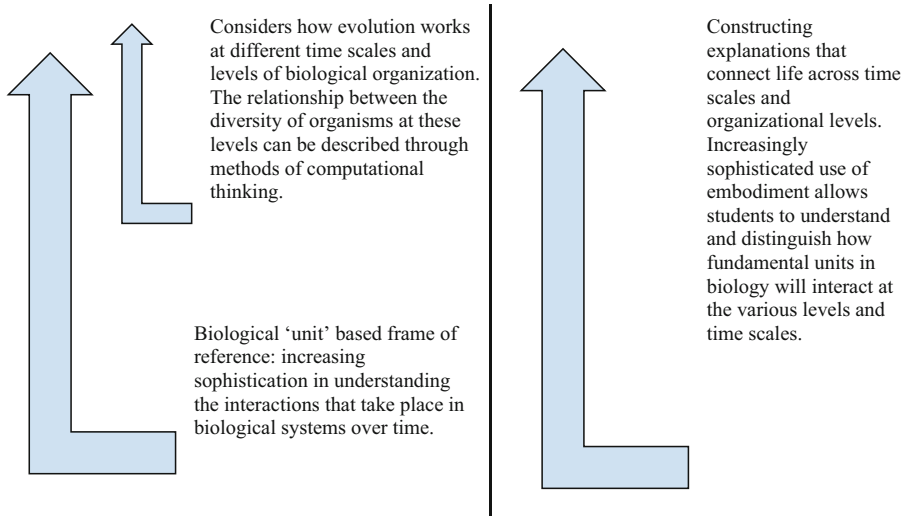 Considers how evolution works
at different time scales and
levels of biological organization.
The relationship between the
diversity of organisms at these
levels can be described through
methods of computational
thinking.
Biological ‘unit’ based frame of
reference: increasing
sophistication in understanding
the interactions that take place in
biological systems over time.
Constructing
explanations that
connect life across time
scales and
organizational levels.
Increasingly
sophisticated use of
embodiment allows
students to understand
and distinguish how
fundamental units in
biology will interact at
the various levels and
time scales.